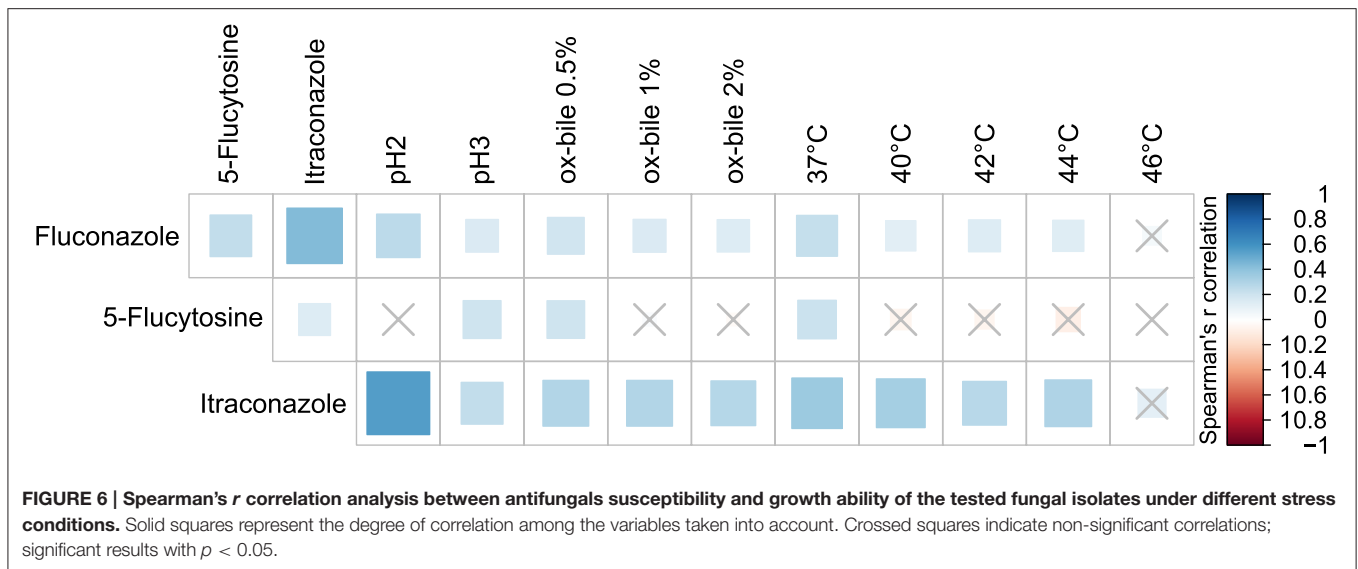 5-Flucytosine
Itraconazole
pH2
pH3
ox-bile 0.5%
ox-bile 1%
ox-bile 2%
37°C
40°C
42°C
44°C
46°C
Fluconazole
5-Flucytosine
Itraconazole
Spearman's r correlation
1
0.8
0.6
0.4
0.2
0
10.2
10.4
10.6
10.8
−1
FIGURE 6 | Spearman's r correlation analysis between antifungals susceptibility and growth ability of the tested fungal isolates under different stress
conditions. Solid squares represent the degree of correlation among the variables taken into account. Crossed squares indicate non-significant correlations;
significant results with p < 0.05.